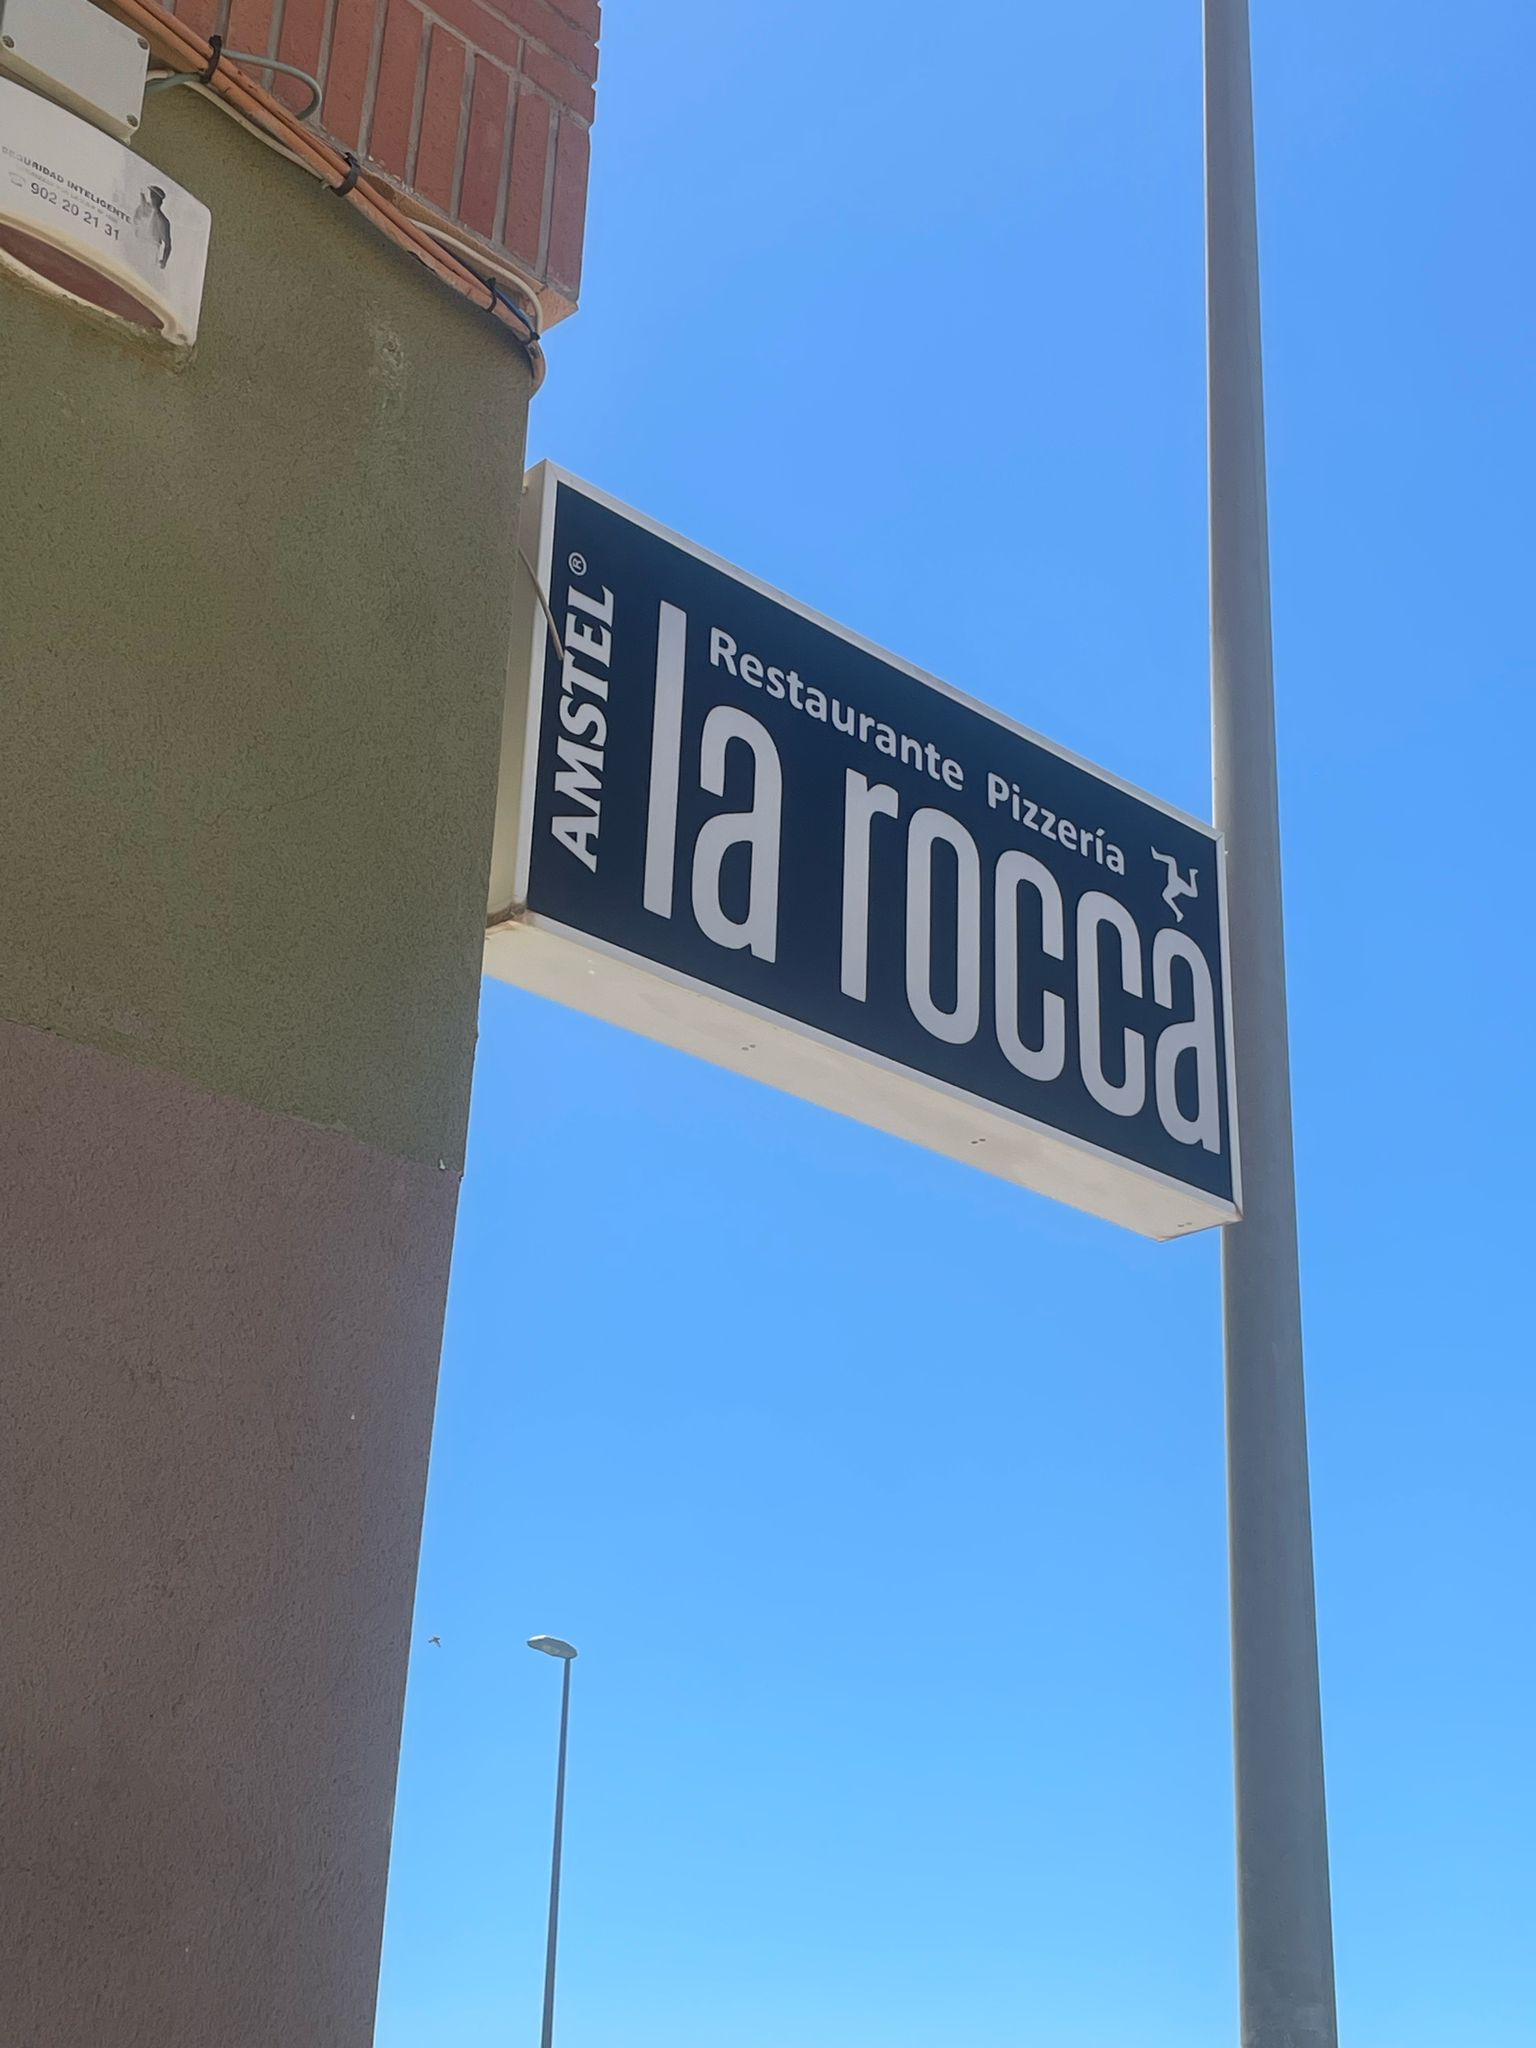 SEGURIDAD INTELIGENTE
902 20 21 31
AMSTEL®
Restaurante Pizzería
la rocca